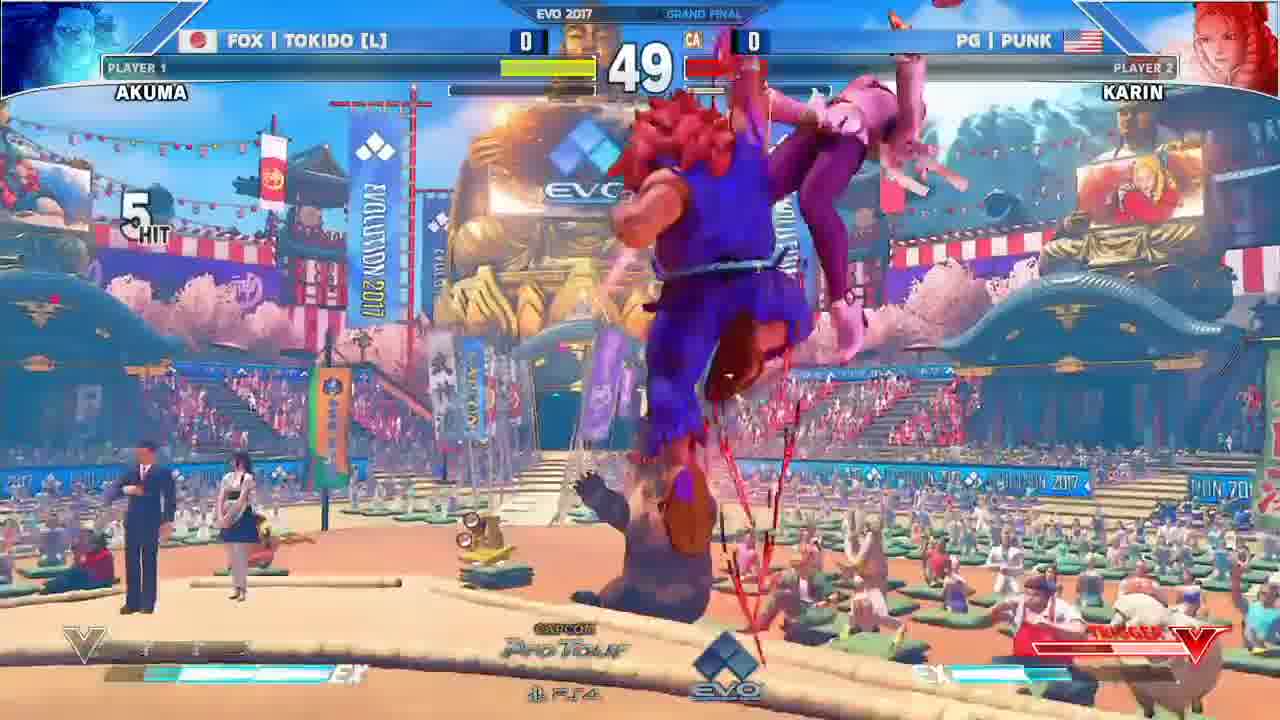 EVO 2017 GRAND FINAL
FOX | TOKIDO [L] 0 49 CA 0 PG | PUNK
PLAYER 1 PLAYER 2
AKUMA KARIN
EVO
5
HIT
EVOLUTION 2017
TRIGGER
V
EX EX
CAPCOM
PRO TOUR
EVO
PS4